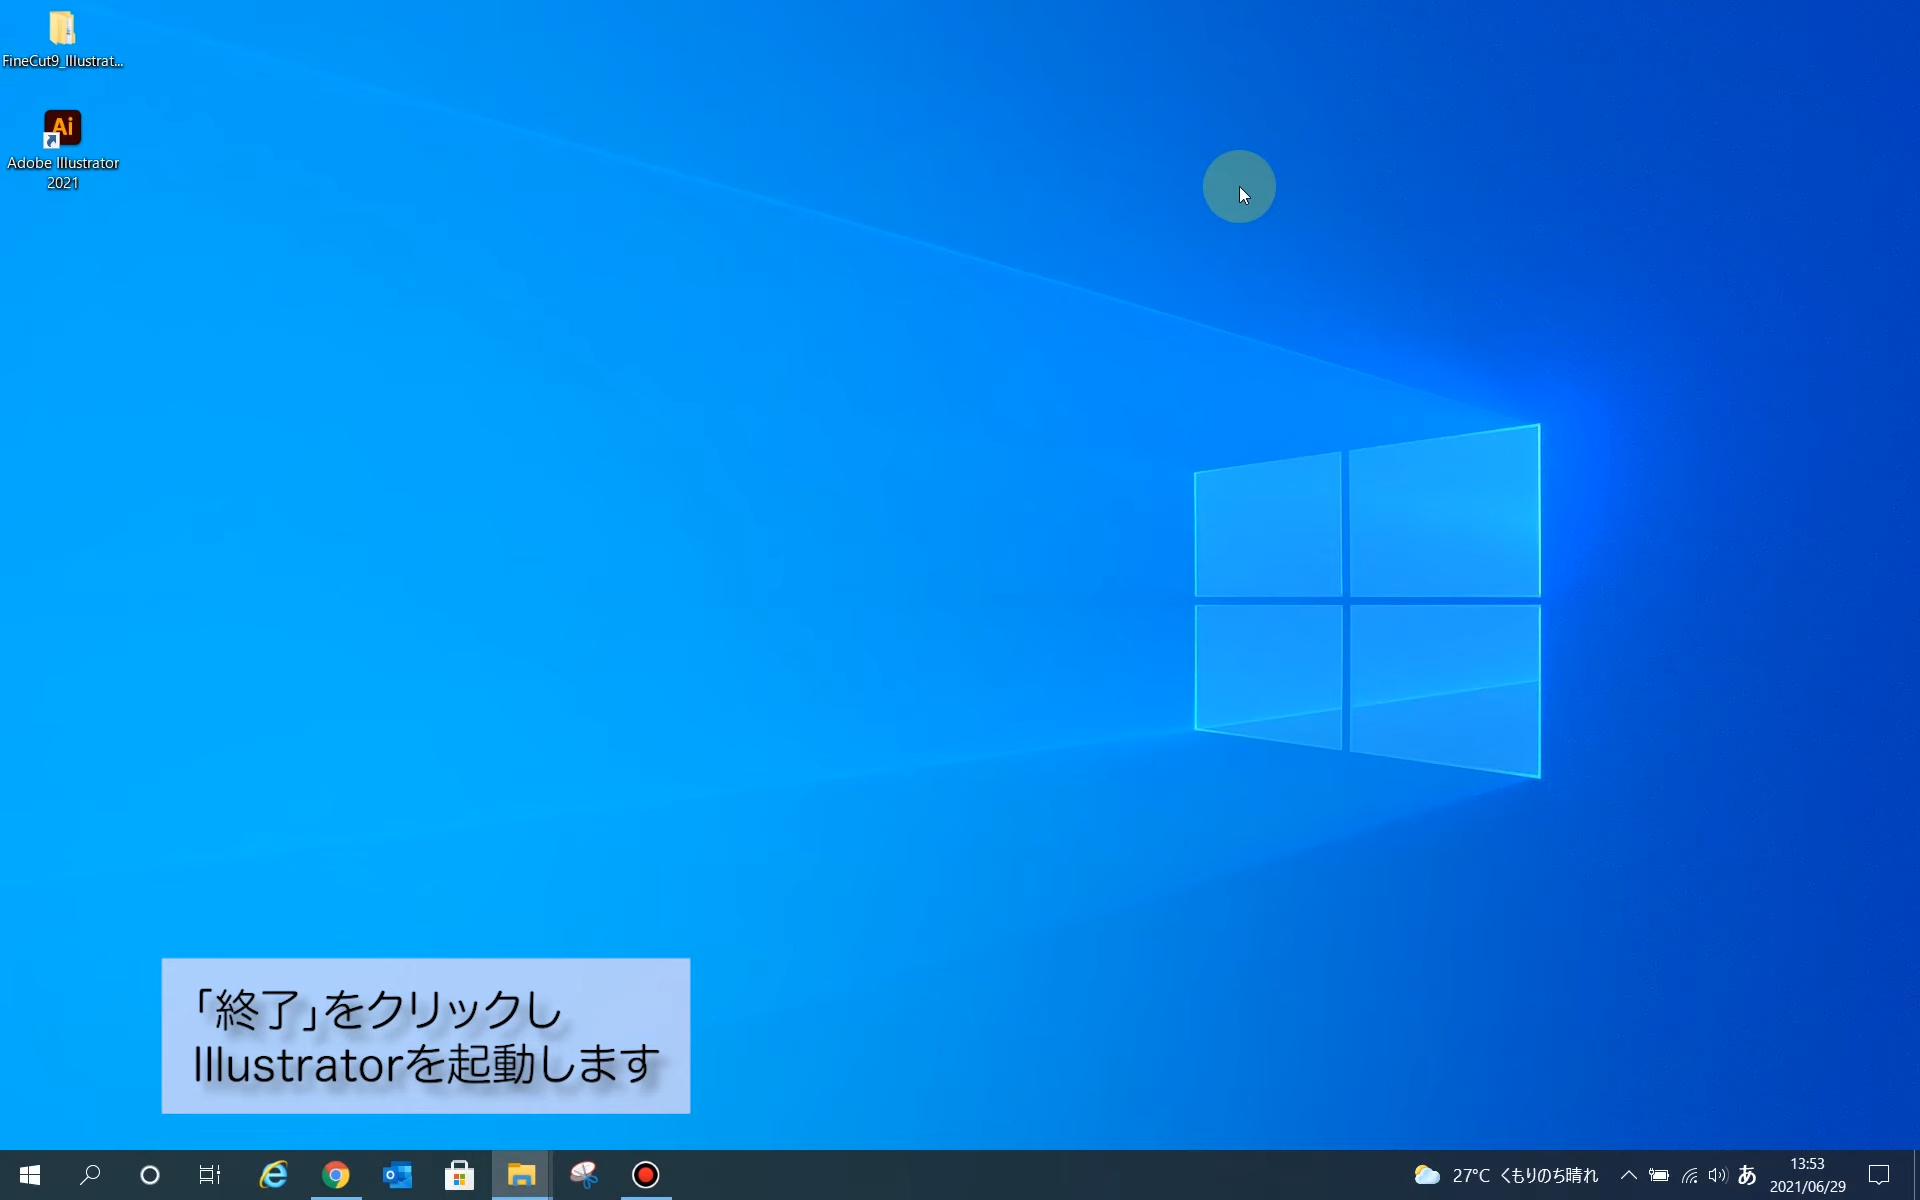 FineCut9_Illustrat...
Ai
Adobe Illustrator
2021
「終了」をクリックし
Illustratorを起動します
27°C くもりのち晴れ
あ
13:53
2021/06/29